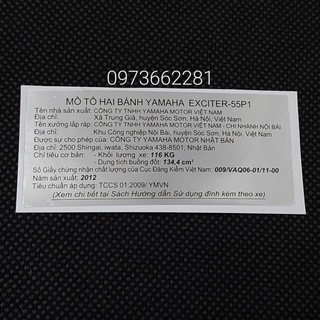 0973662281
MÔ TÔ HAI BÁNH YAMAHA EXCITER-55P1
Tên nhà sản xuất: CÔNG TY TNHH YAMAHA MOTOR VIỆT NAM
Địa chỉ: Xã Trung Giã, huyện Sóc Sơn, Hà Nội, Việt Nam
Tên xưởng lắp ráp: CÔNG TY TNHH YAMAHA MOTOR VIỆT NAM - CHI NHÁNH NỘI BÀI
Địa chỉ: Khu Công nghiệp Nội Bài, huyện Sóc Sơn, Hà Nội, Việt Nam
Được sự cho phép của: CÔNG TY YAMAHA MOTOR NHẬT BẢN
Địa chỉ: 2500 Shingai, iwata, Shizuoka 438-8501, Nhật Bản
Chỉ tiêu cơ bản: - Khối lượng xe: 116 KG
- Dung tích buồng đốt: 134,4 cm³
Số Giấy chứng nhận chất lượng của Cục Đăng Kiểm Việt Nam: 009/VAQ06-01/11-00
Năm sản xuất: 2012
Tiêu chuẩn áp dụng: TCCS 01:2009/ YMVN
(Xem chi tiết tại Sách Hướng dẫn Sử dụng đính kèm theo xe)